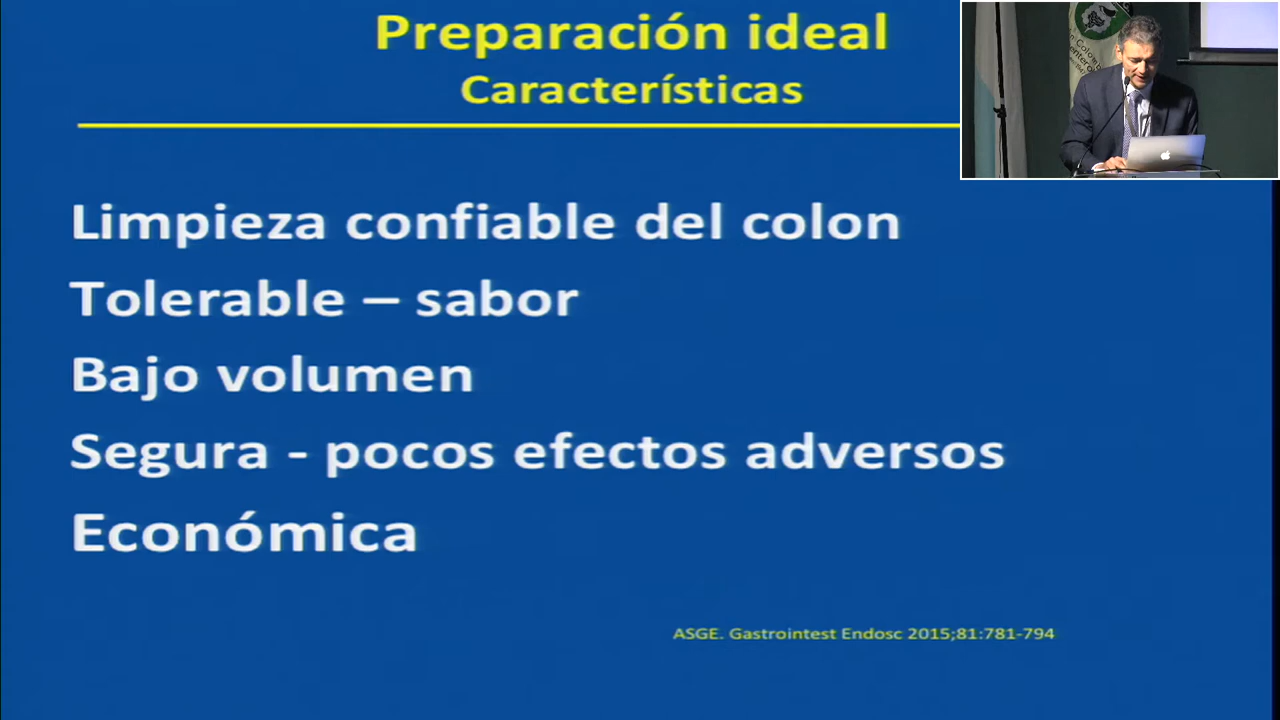 Preparación ideal
Características
Limpieza confiable del colon
Tolerable – sabor
Bajo volumen
Segura - pocos efectos adversos
Económica
ASGE. Gastrointest Endosc 2015;81:781-794